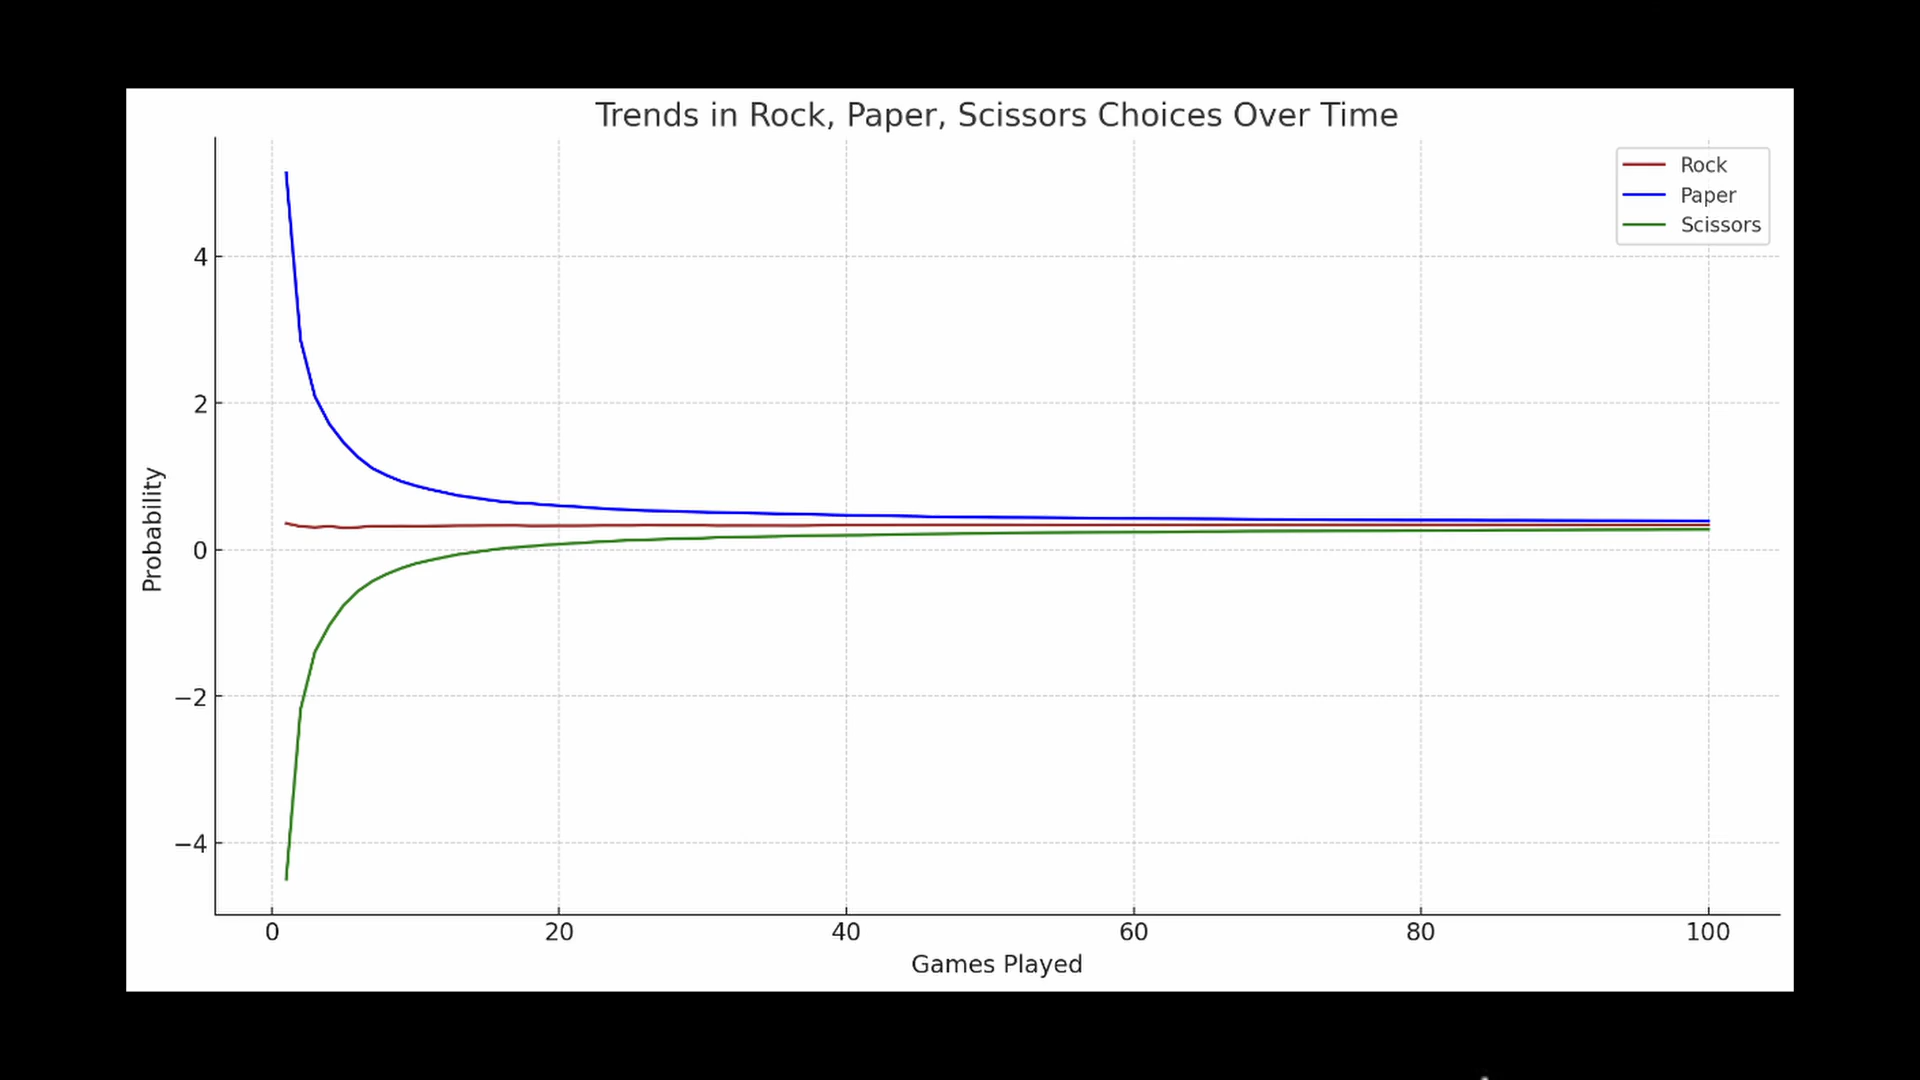 Trends in Rock, Paper, Scissors Choices Over Time
Rock
Paper
Scissors
4
2
0
−2
−4
Probability
0 20 40 60 80 100
Games Played